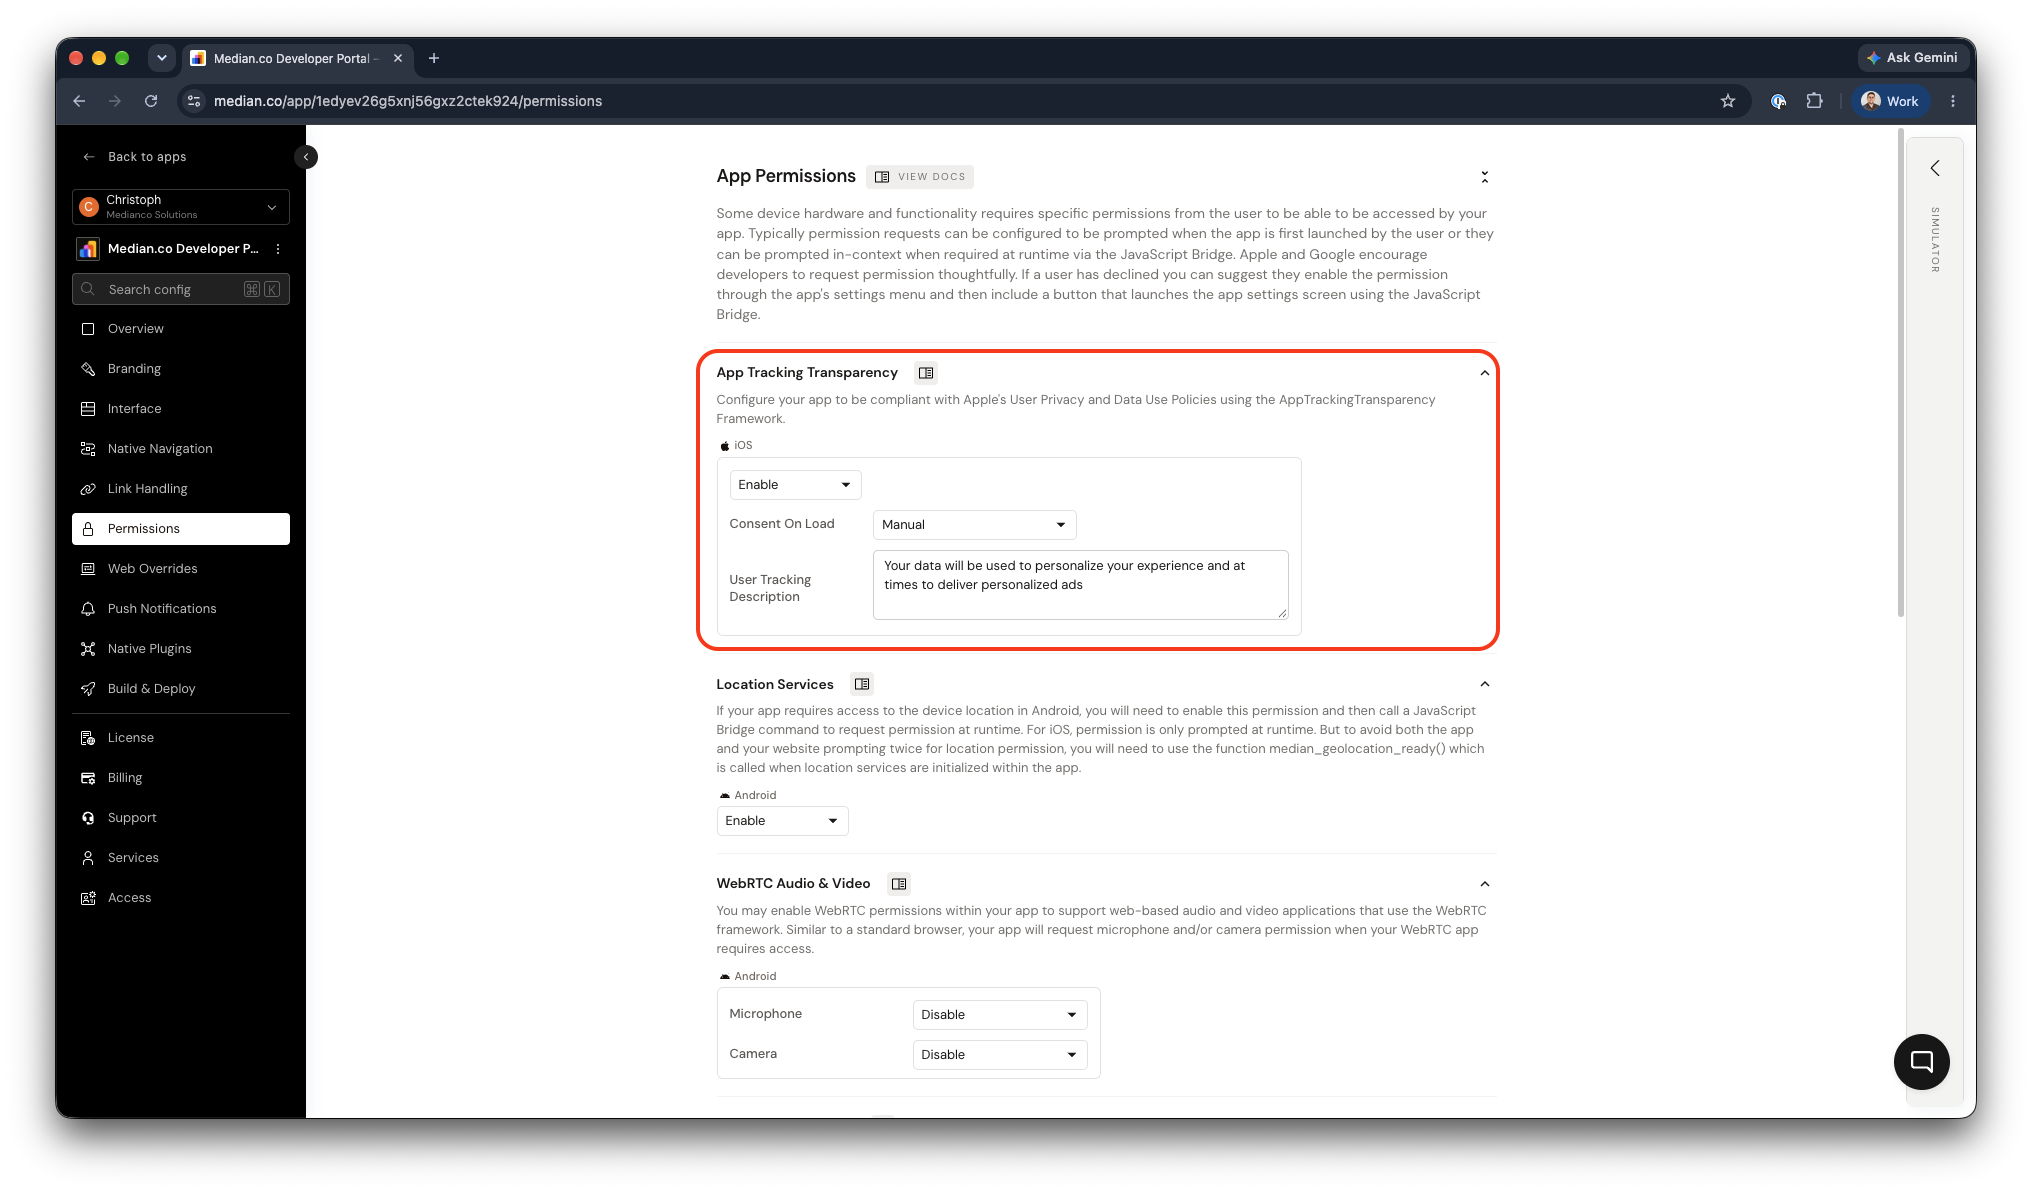 Median.co Developer Portal -
Ask Gemini
median.co/app/1edyev26g5xnj56gxz2ctek924/permissions
Work
Back to apps
C
Christoph
Medianco Solutions
Median.co Developer P...
Search config
⌘ K
Overview
Branding
Interface
Native Navigation
Link Handling
Permissions
Web Overrides
Push Notifications
Native Plugins
Build & Deploy
License
Billing
Support
Services
Access
App Permissions
VIEW DOCS
Some device hardware and functionality requires specific permissions from the user to be able to be accessed by your
app. Typically permission requests can be configured to be prompted when the app is first launched by the user or they
can be prompted in-context when required at runtime via the JavaScript Bridge. Apple and Google encourage
developers to request permission thoughtfully. If a user has declined you can suggest they enable the permission
through the app's settings menu and then include a button that launches the app settings screen using the JavaScript
Bridge.
App Tracking Transparency
Configure your app to be compliant with Apple's User Privacy and Data Use Policies using the AppTrackingTransparency
Framework.
iOS
Enable
Consent On Load
Manual
User Tracking
Description
Your data will be used to personalize your experience and at
times to deliver personalized ads
Location Services
If your app requires access to the device location in Android, you will need to enable this permission and then call a JavaScript
Bridge command to request permission at runtime. For iOS, permission is only prompted at runtime. But to avoid both the app
and your website prompting twice for location permission, you will need to use the function median_geolocation_ready() which
is called when location services are initialized within the app.
Android
Enable
WebRTC Audio & Video
You may enable WebRTC permissions within your app to support web-based audio and video applications that use the WebRTC
framework. Similar to a standard browser, your app will request microphone and/or camera permission when your WebRTC app
requires access.
Android
Microphone
Disable
Camera
Disable
SIMULATOR